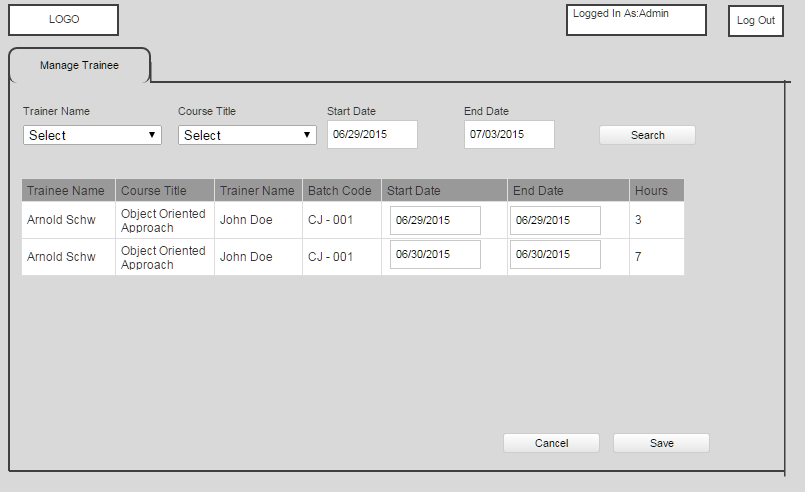 LOGO
Logged In As:Admin
Log Out
Manage Trainee
Trainer Name Course Title Start Date End Date
Select Select 06/29/2015 07/03/2015 Search
Trainee Name Course Title Trainer Name Batch Code Start Date End Date Hours
Arnold Schw Object Oriented Approach John Doe CJ - 001 06/29/2015 06/29/2015 3
Arnold Schw Object Oriented Approach John Doe CJ - 001 06/30/2015 06/30/2015 7
Cancel Save